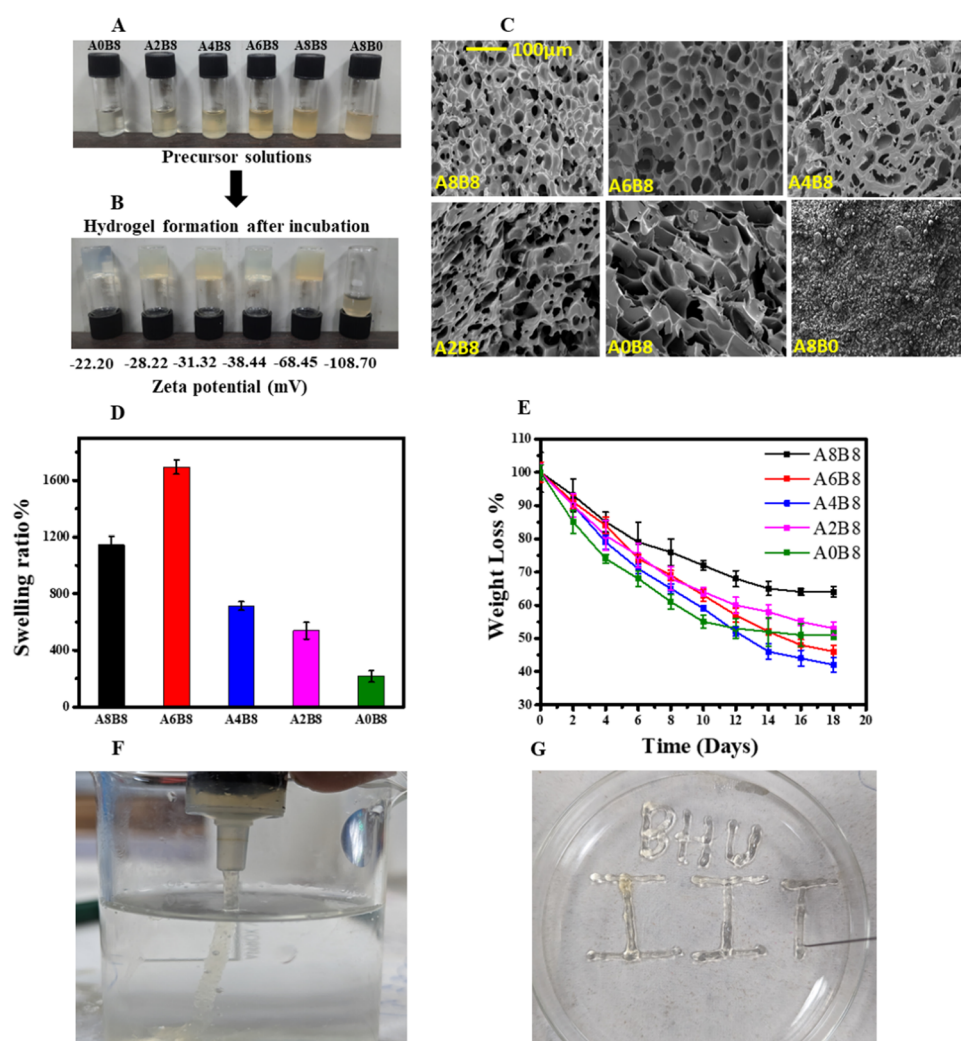 A
A0B8 A2B8 A4B8 A6B8 A8B8 A8B0
Precursor solutions
B
Hydrogel formation after incubation
-22.20 -28.22 -31.32 -38.44 -68.45 -108.70
Zeta potential (mV)
C
100μm
A8B8 A6B8 A4B8
A2B8 A0B8 A8B0
D
Swelling ratio%
1600
1200
800
400
0
A8B8 A6B8 A4B8 A2B8 A0B8
E
Weight Loss %
110
100
90
80
70
60
50
40
30
A8B8
A6B8
A4B8
A2B8
A0B8
0 2 4 6 8 10 12 14 16 18 20
Time (Days)
F
G
BHU
IIT